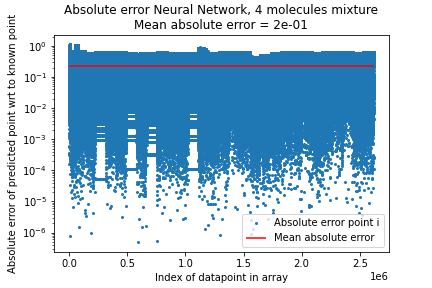 Absolute error Neural Network, 4 molecules mixture
Mean absolute error = 2e-01
Absolute error of predicted point wrt to known point
10⁰
10⁻¹
10⁻²
10⁻³
10⁻⁴
10⁻⁵
10⁻⁶
Absolute error point i
Mean absolute error
0.0 0.5 1.0 1.5 2.0 2.5
1e6
Index of datapoint in array